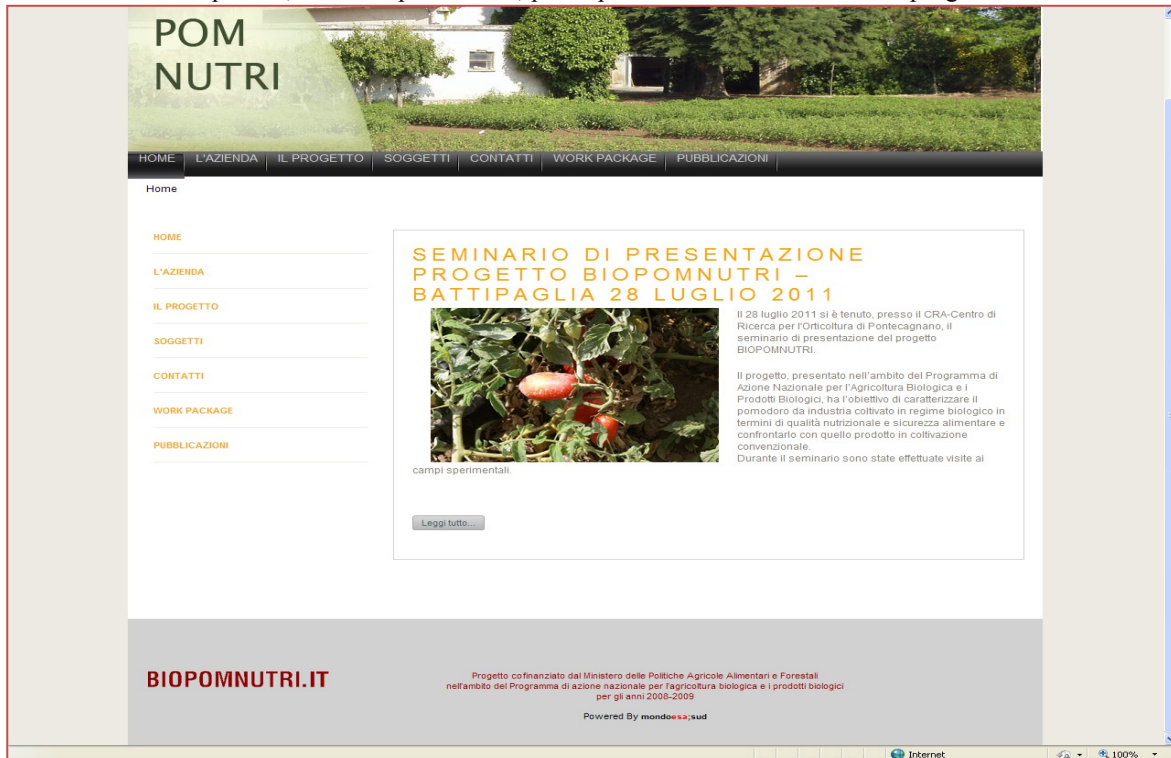 POM
NUTRI
HOME L'AZIENDA IL PROGETTO SOGGETTI CONTATTI WORK PACKAGE PUBBLICAZIONI
Home
HOME
L'AZIENDA
IL PROGETTO
SOGGETTI
CONTATTI
WORK PACKAGE
PUBBLICAZIONI
SEMINARIO DI PRESENTAZIONE
PROGETTO BIOPOMNUTRI –
BATTIPAGLIA 28 LUGLIO 2011
Il 28 luglio 2011 si è tenuto, presso il CRA-Centro di
Ricerca per l'Orticoltura di Pontecagnano, il
seminario di presentazione del progetto
BIOPOMNUTRI.
Il progetto, presentato nell'ambito del Programma di
Azione Nazionale per l'Agricoltura Biologica e i
Prodotti Biologici, ha l'obiettivo di caratterizzare il
pomodoro da industria coltivato in regime biologico in
termini di qualità nutrizionale e sicurezza alimentare e
confrontarlo con quello prodotto in coltivazione
convenzionale.
Durante il seminario sono state effettuate visite ai
campi sperimentali.
Leggi tutto...
BIOPOMNUTRI.IT
Progetto cofinanziato dal Ministero delle Politiche Agricole Alimentari e Forestali
nell'ambito del Programma di azione nazionale per l'agricoltura biologica e i prodotti biologici
per gli anni 2008-2009
Powered By mondoesa;sud
Internet 100%